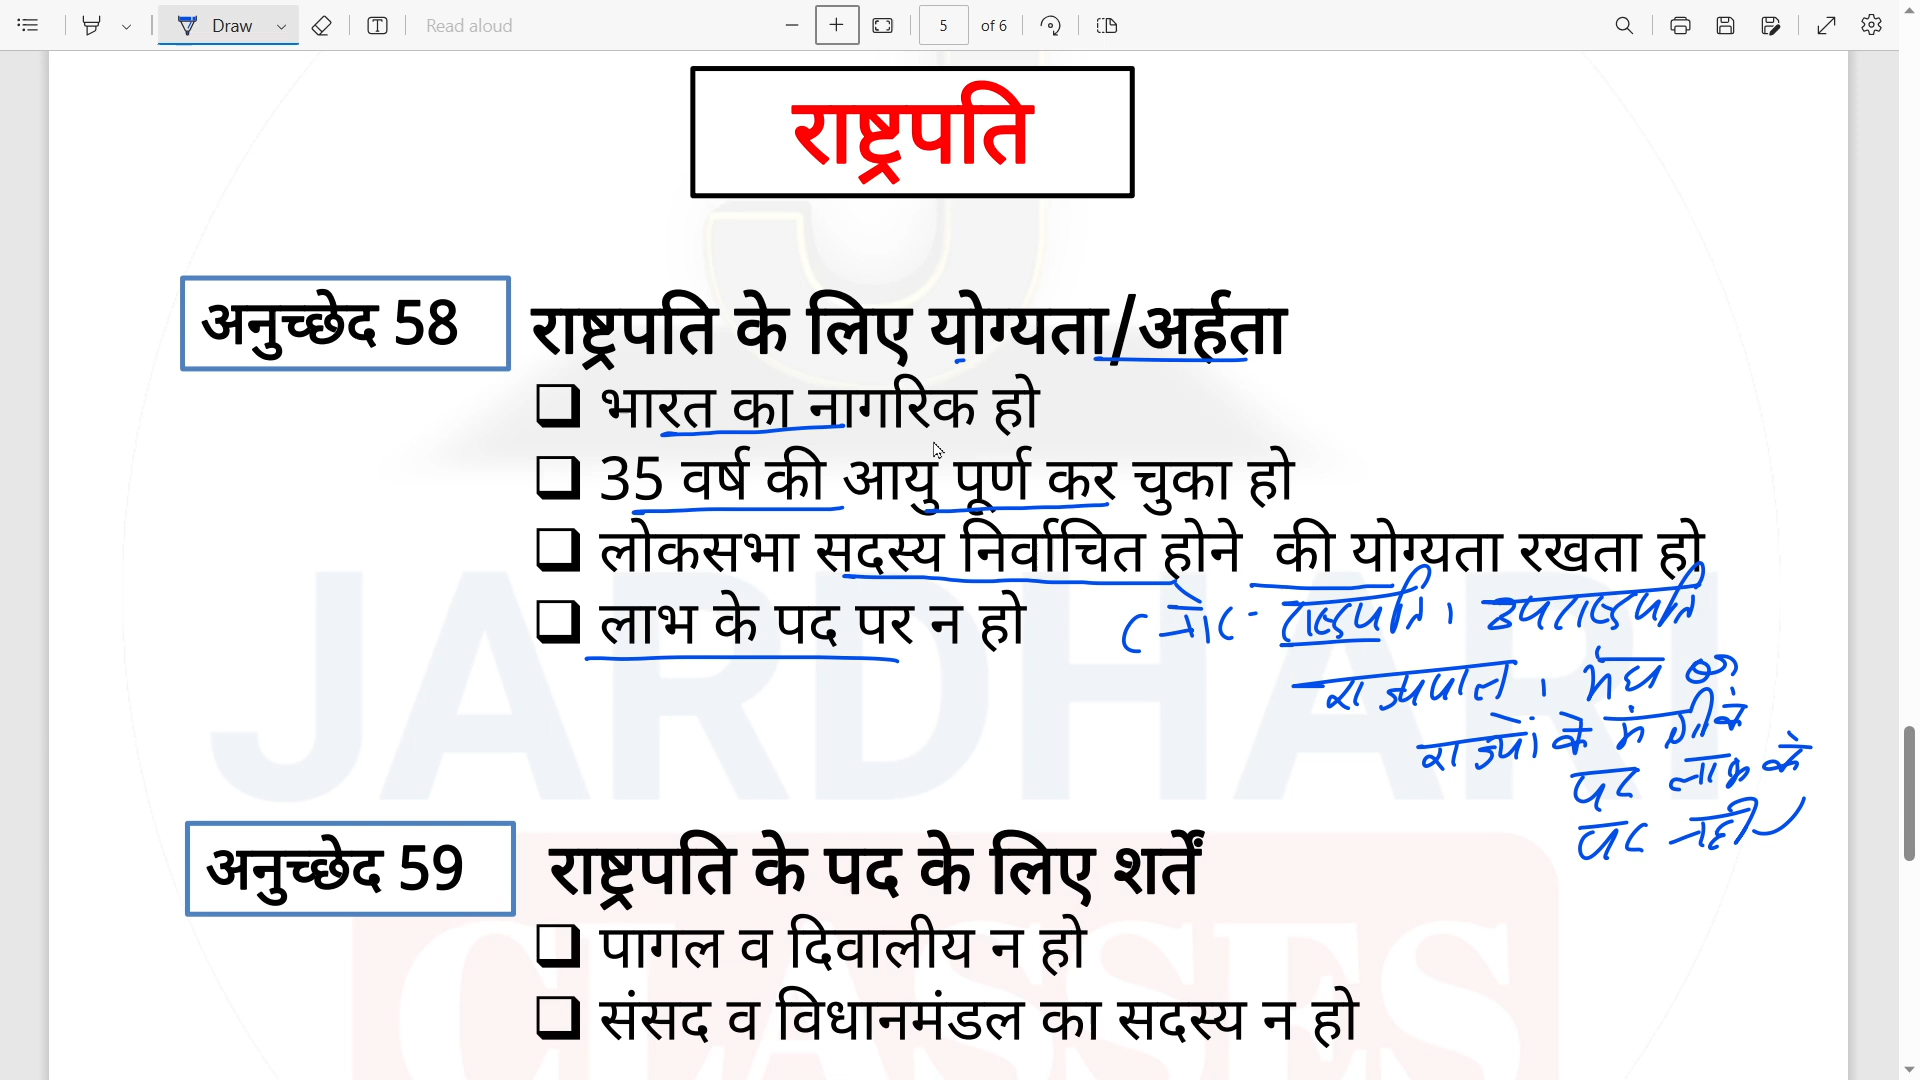 Draw
Read aloud
5 of 6
राष्ट्रपति
अनुच्छेद 58
राष्ट्रपति के लिए योग्यता/अर्हता
❑ भारत का नागरिक हो
❑ 35 वर्ष की आयु पूर्ण कर चुका हो
❑ लोकसभा सदस्य निर्वाचित होने की योग्यता रखता हो
❑ लाभ के पद पर न हो
नोट - राष्ट्रपति, उपराष्ट्रपति
राज्यपाल, संघ व
राज्यों के मंत्री के
पद लाभ के
पद नहीं
अनुच्छेद 59
राष्ट्रपति के पद के लिए शर्तें
❑ पागल व दिवालीय न हो
❑ संसद व विधानमंडल का सदस्य न हो
JARDHARI
CLASSES